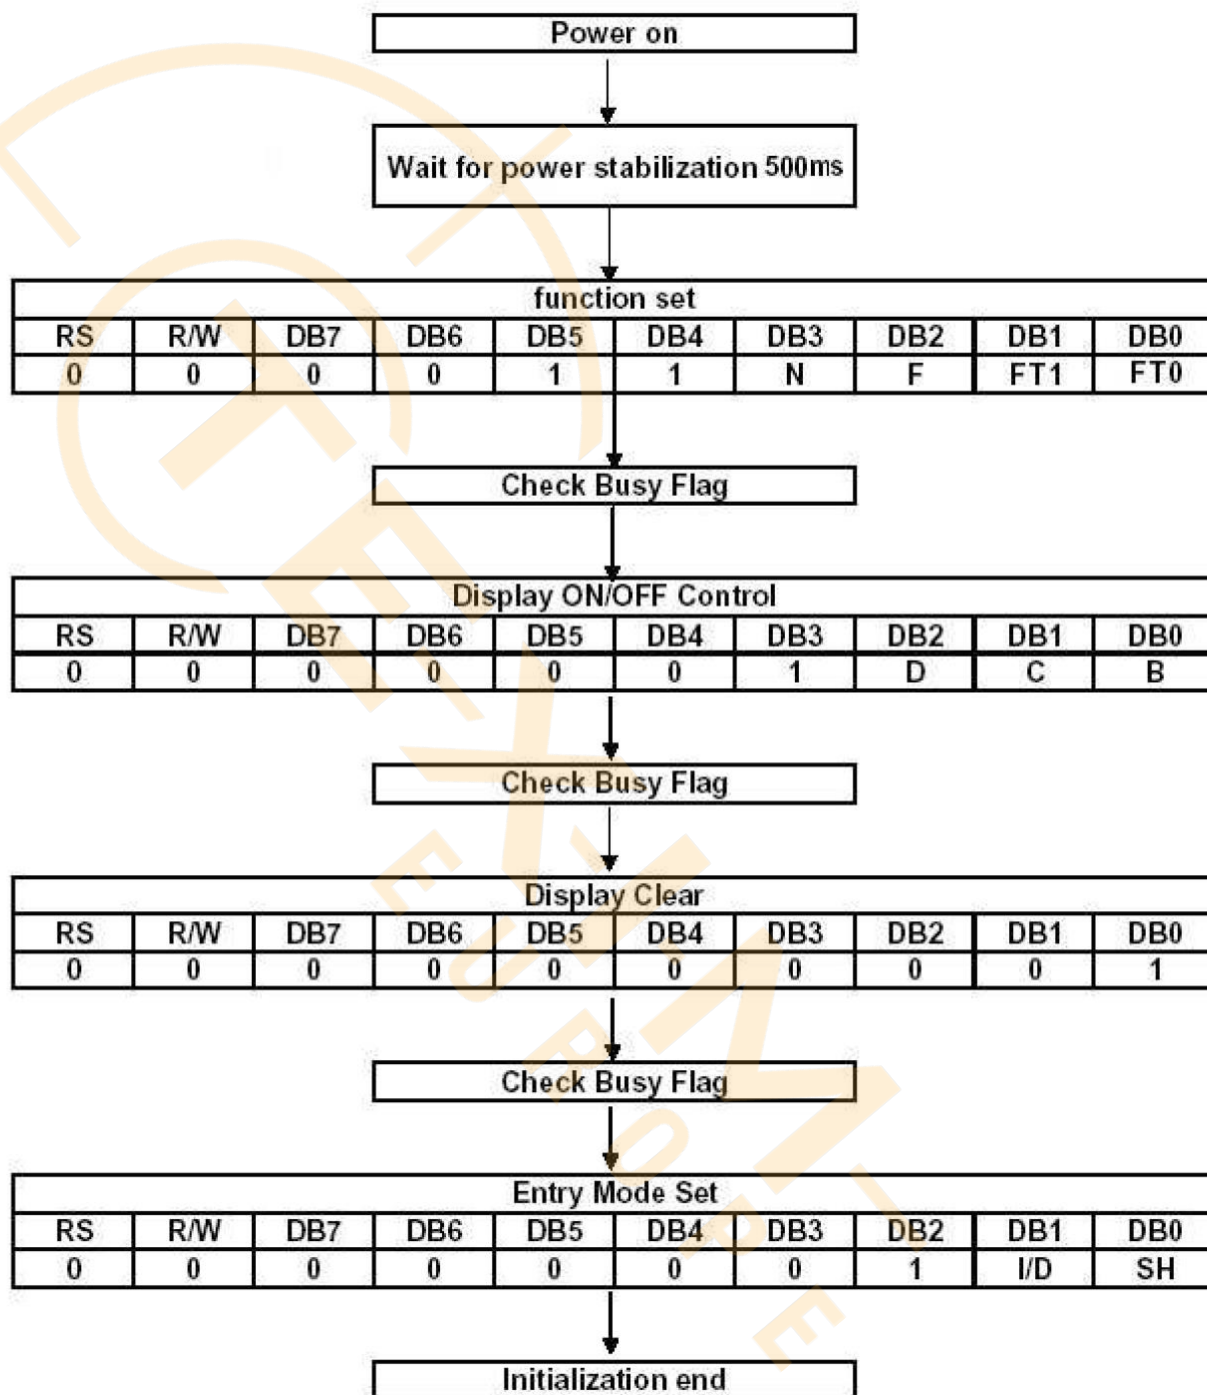 Power on
Wait for power stabilization 500ms
function set
RS R/W DB7 DB6 DB5 DB4 DB3 DB2 DB1 DB0
0 0 0 0 1 1 N F FT1 FT0
Check Busy Flag
Display ON/OFF Control
RS R/W DB7 DB6 DB5 DB4 DB3 DB2 DB1 DB0
0 0 0 0 0 0 1 D C B
Check Busy Flag
Display Clear
RS R/W DB7 DB6 DB5 DB4 DB3 DB2 DB1 DB0
0 0 0 0 0 0 0 0 0 1
Check Busy Flag
Entry Mode Set
RS R/W DB7 DB6 DB5 DB4 DB3 DB2 DB1 DB0
0 0 0 0 0 0 0 1 I/D SH
Initialization end
TEXIM
EUROPE